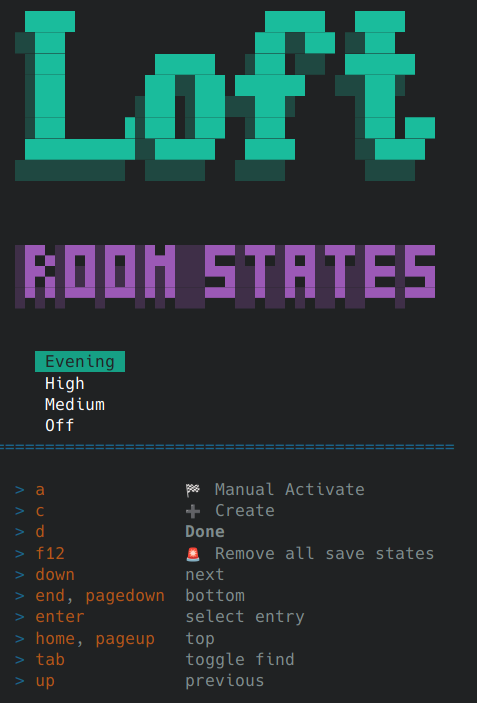 Loft
ROOM STATES
Evening
High
Medium
Off
==============================================
> a 🏁 Manual Activate
> c ➕ Create
> d Done
> f12 🚨 Remove all save states
> down next
> end, pagedown bottom
> enter select entry
> home, pageup top
> tab toggle find
> up previous